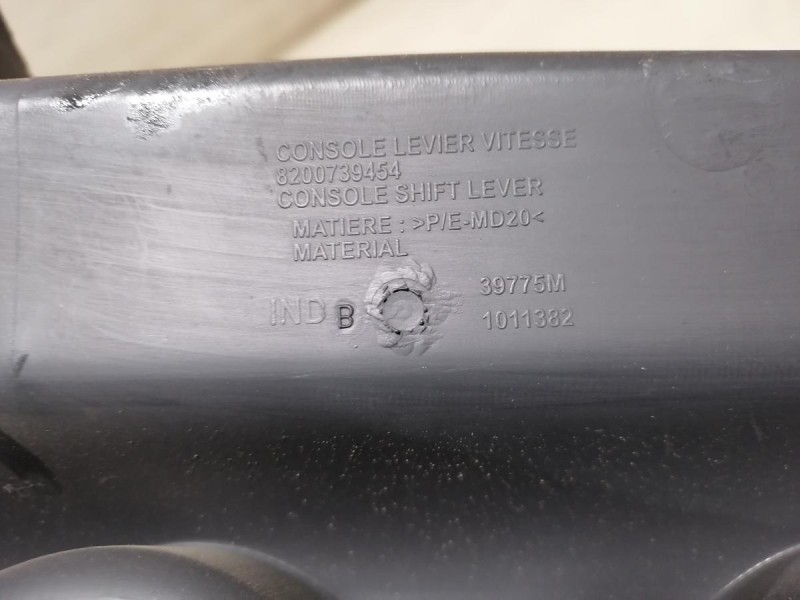 CONSOLE LEVIER VITESSE
8200739454
CONSOLE SHIFT LEVER
MATIERE : >P/E-MD20<
MATERIAL
39775M
IND B 1011382